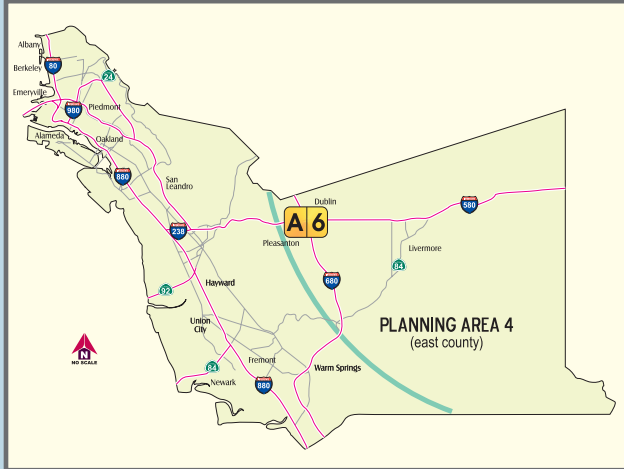 Albany
80
Berkeley
24
Emeryville
980
Piedmont
Alameda
Oakland
880
San
Leandro
Dublin
580
A 6
238
Pleasanton
Livermore
84
680
92
Hayward
Union
City
PLANNING AREA 4
(east county)
N
NO SCALE
Fremont
84
Warm Springs
Newark
880